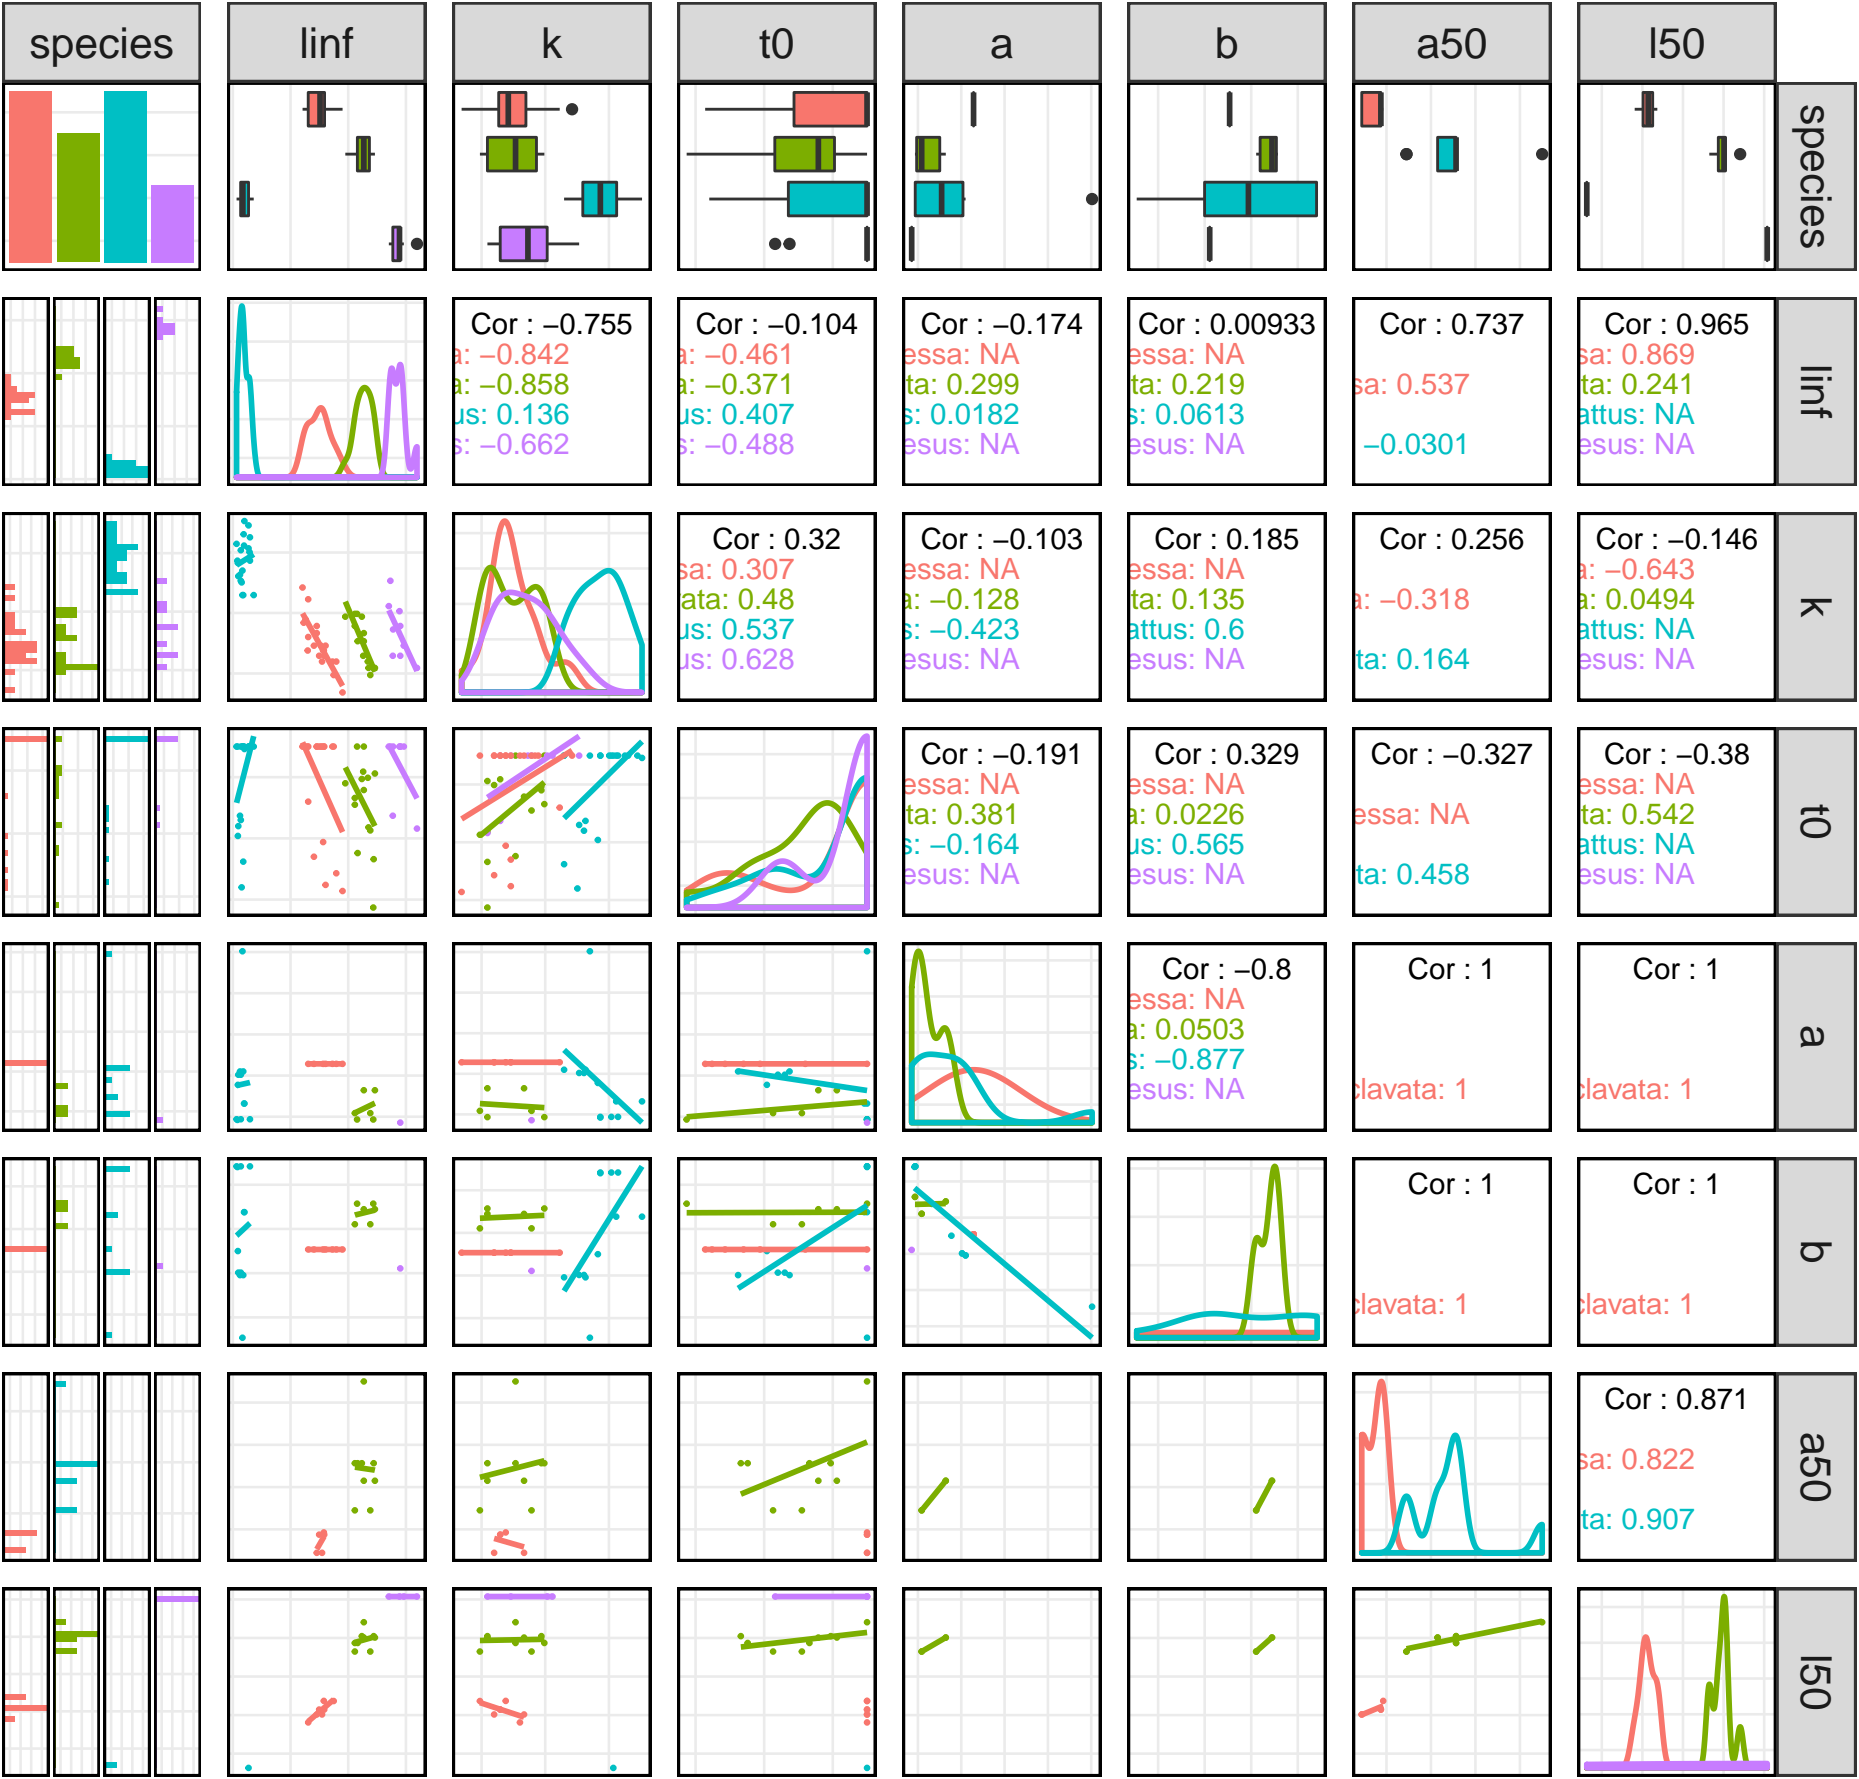 species linf k t0 a b a50 l50
species
Cor : −0.755 Cor : −0.104 Cor : −0.174 Cor : 0.00933 Cor : 0.737 Cor : 0.965
a: −0.842 a: −0.461 essa: NA essa: NA sa: 0.869
a: −0.858 a: −0.371 ta: 0.299 ta: 0.219 sa: 0.537 ta: 0.241
us: 0.136 us: 0.407 s: 0.0182 s: 0.0613 attus: NA
s: −0.662 s: −0.488 esus: NA esus: NA −0.0301 esus: NA
linf
Cor : 0.32 Cor : −0.103 Cor : 0.185 Cor : 0.256 Cor : −0.146
sa: 0.307 essa: NA essa: NA a: −0.643
ata: 0.48 a: −0.128 ta: 0.135 a: −0.318 a: 0.0494
us: 0.537 s: −0.423 attus: 0.6 attus: NA
us: 0.628 esus: NA esus: NA ta: 0.164 esus: NA
k
Cor : −0.191 Cor : 0.329 Cor : −0.327 Cor : −0.38
essa: NA essa: NA essa: NA
ta: 0.381 a: 0.0226 essa: NA ta: 0.542
s: −0.164 us: 0.565 attus: NA
esus: NA esus: NA ta: 0.458 esus: NA
t0
Cor : −0.8 Cor : 1 Cor : 1
essa: NA
a: 0.0503
s: −0.877
esus: NA clavata: 1 clavata: 1
a
Cor : 1 Cor : 1
clavata: 1 clavata: 1
b
Cor : 0.871
sa: 0.822
ta: 0.907
a50
l50